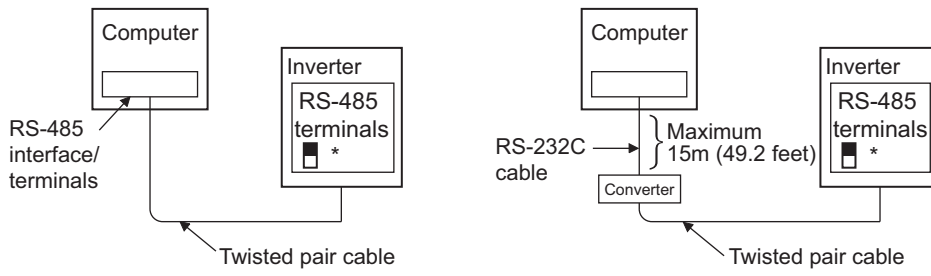 Computer
RS-485
interface/
terminals
Inverter
RS-485
terminals
*
Twisted pair cable
Computer
RS-232C
cable
Maximum
15m (49.2 feet)
Converter
Inverter
RS-485
terminals
*
Twisted pair cable